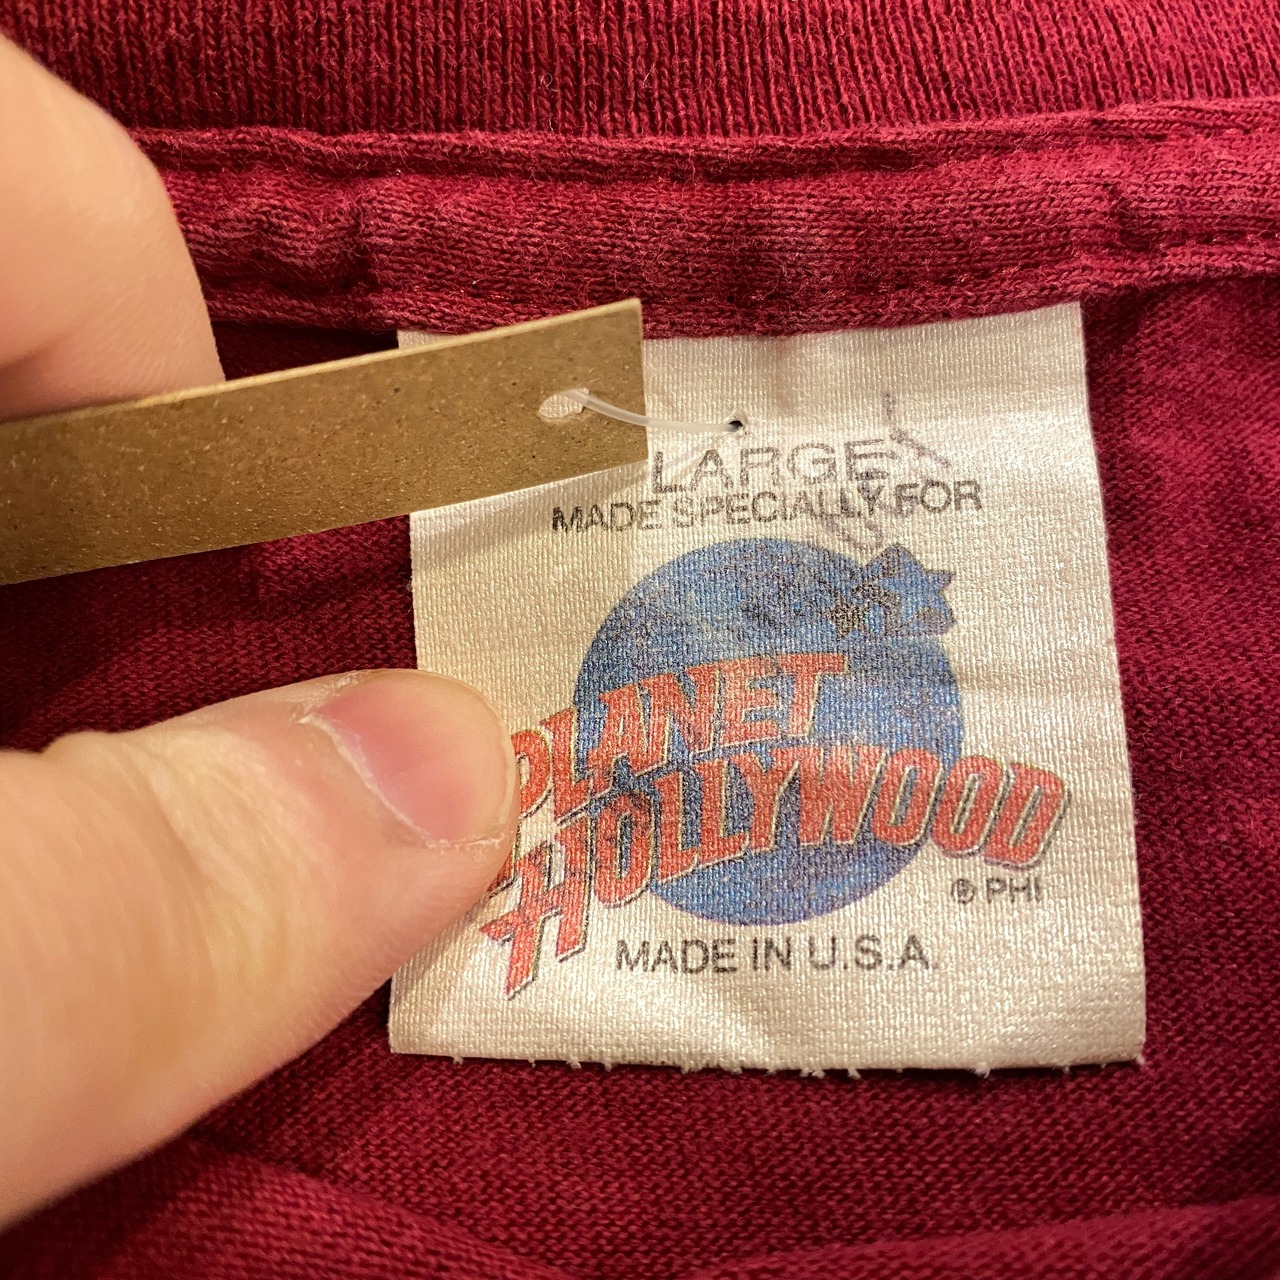 LARGE
MADE SPECIALLY FOR
PLANET
HOLLYWOOD
® PHI
MADE IN U.S.A.